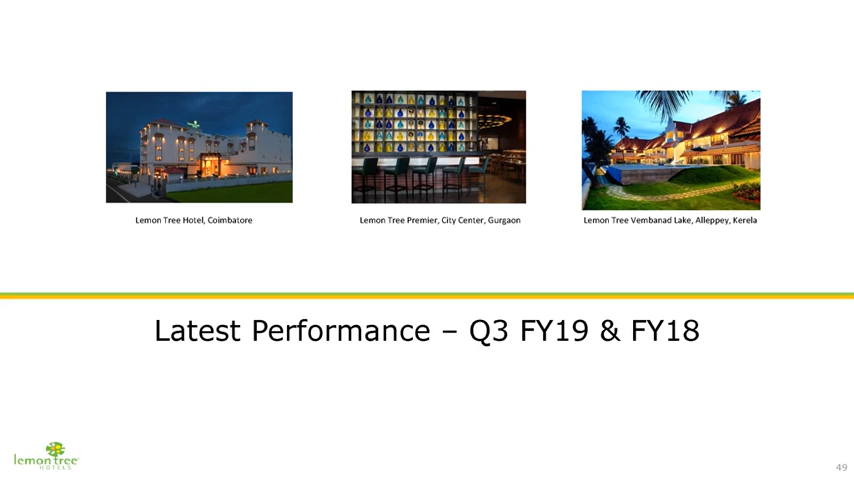 Lemon Tree Hotel, Coimbatore
Lemon Tree Premier, City Center, Gurgaon
Lemon Tree Vembanad Lake, Alleppey, Kerela
Latest Performance – Q3 FY19 & FY18
lemon tree
HOTELS
49